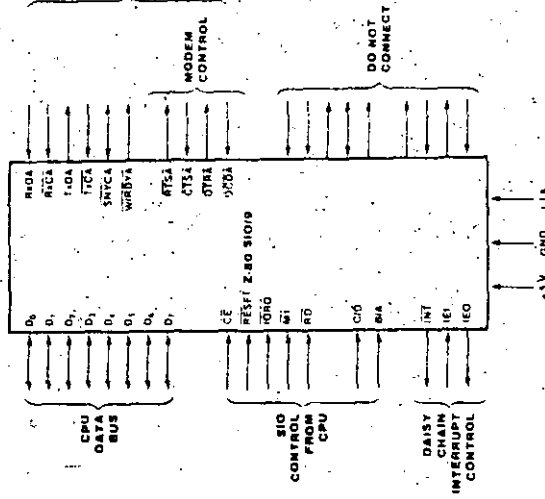 CPU
DATA
BUS
SIO
CONTROL
FROM
CPU
DAISY
CHAIN
INTERRUPT
CONTROL
D0
D1
D2
D3
D4
D5
D6
D7
CE
RESET Z-80 SIO/9
IORQ
M1
RD
C/D
B/A
INT
IEI
IEO
RxDA
RxCA
TxDA
TxCA
SNYCA
W/RDYA
RTSA
CTSA
DTRA
DCDA
MODEM
CONTROL
DO NOT
CONNECT
+5V
GND